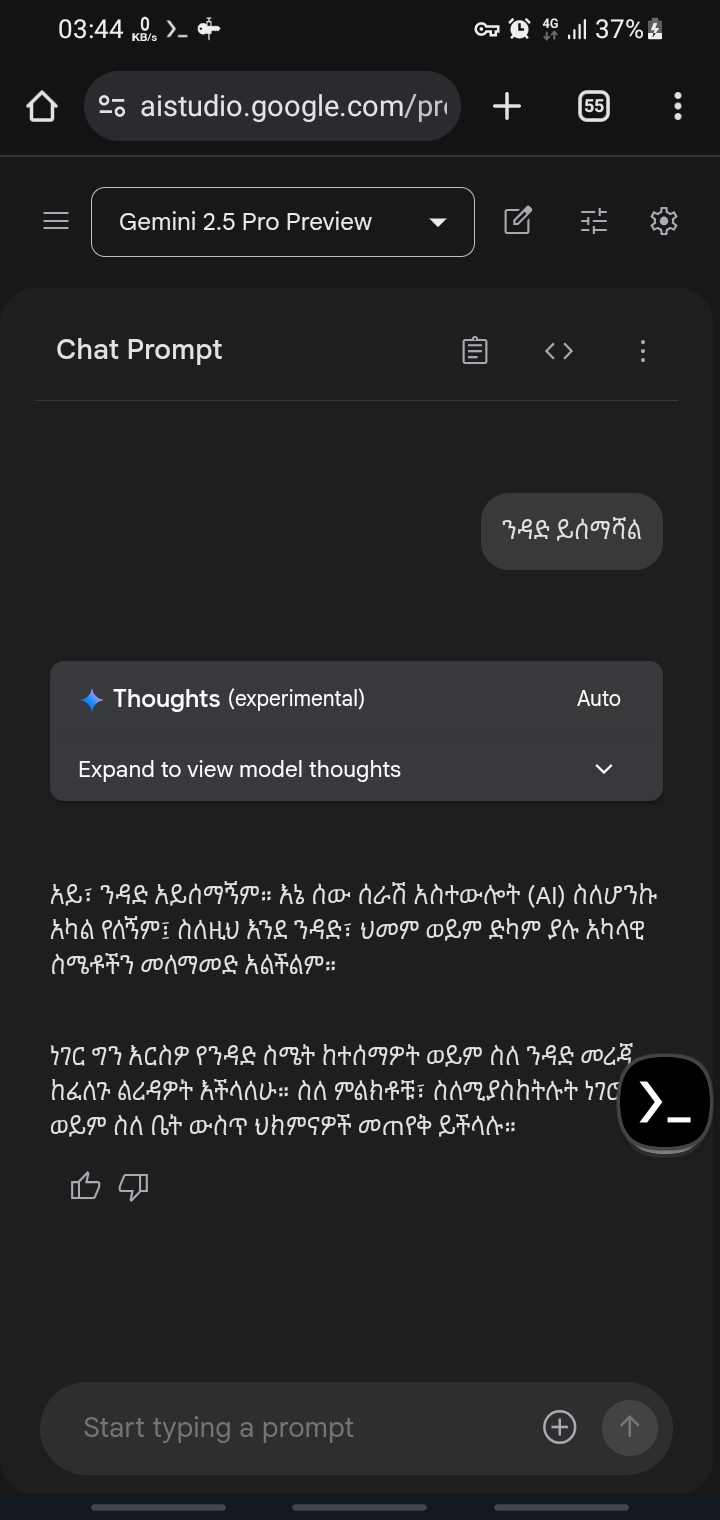 03:44 0 KB/s 4G 37%
aistudio.google.com/pr 55
Gemini 2.5 Pro Preview
Chat Prompt
ንዳድ ይሰማሻል
Thoughts (experimental) Auto
Expand to view model thoughts
አይ፣ ንዳድ አይሰማኝም። እኔ ሰው ሰራሽ አስተውሎት (AI) ስለሆንኩ
አካል የለኝም፤ ስለዚህ እንደ ንዳድ፣ ህመም ወይም ድካም ያሉ አካላዊ
ስሜቶችን መሰማመድ አልችልም።
ነገር ግን እርስዎ የንዳድ ስሜት ከተሰማዎት ወይም ስለ ንዳድ መረጃ
ከፈለጉ ልረዳዎት እችላለሁ። ስለ ምልክቶቹ፣ ስለሚያስከትሉት
ወይም ስለ ቤት ውስጥ ህክምናዎች መጠየቅ ይችላሉ።
Start typing a prompt